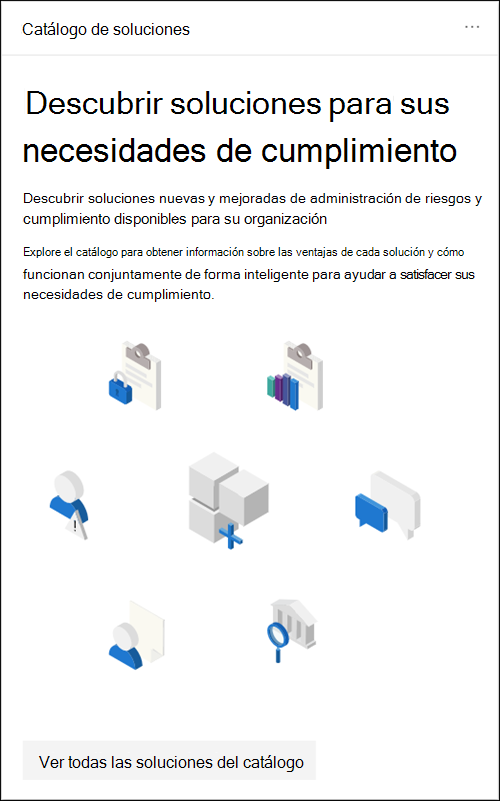 Catálogo de soluciones
Descubrir soluciones para sus
necesidades de cumplimiento
Descubrir soluciones nuevas y mejoradas de administración de riesgos y
cumplimiento disponibles para su organización
Explore el catálogo para obtener información sobre las ventajas de cada solución y cómo
funcionan conjuntamente de forma inteligente para ayudar a satisfacer sus
necesidades de cumplimiento.
Ver todas las soluciones del catálogo